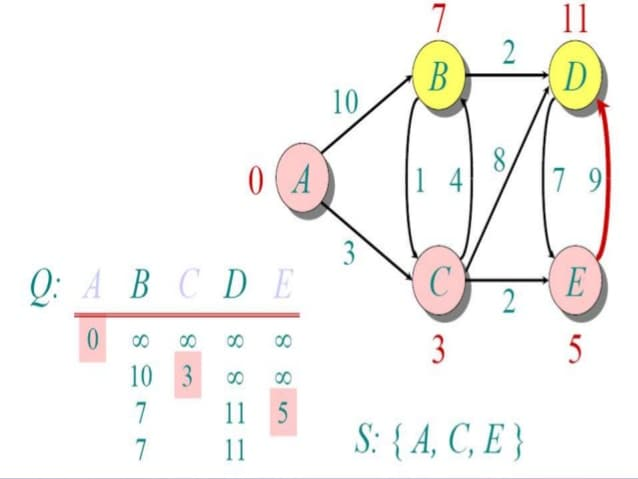 7 11
B 2 D
10
0 A 1 4 8 7 9
3
C 2 E
3 5
Q: A B C D E
0 ∞ ∞ ∞ ∞
10 3 ∞ ∞
7 11 5
7 11
S: { A, C, E }